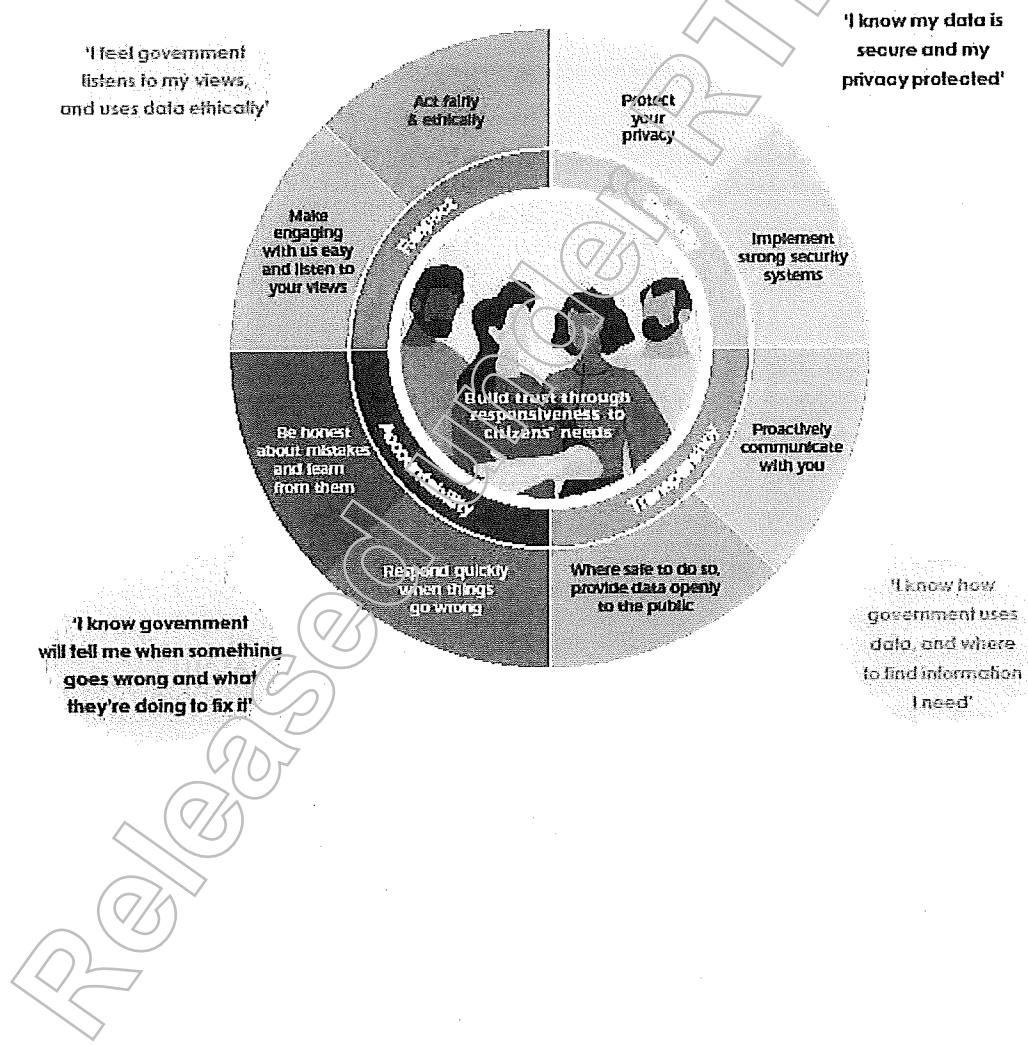 'I feel government
listens to my views,
and uses data ethically'
'I know my data is
secure and my
privacy protected'
Act fairly
& ethically
Protect
your
privacy
Make
engaging
with us easy
and listen to
your views
Respect
Implement
strong security
systems
Build trust through
responsiveness to
citizens' needs
Be honest
about mistakes
and learn
from them
Accountability
Transparency
Proactively
communicate
with you
Respond quickly
when things
go wrong
Where safe to do so,
provide data openly
to the public
'I know government
will tell me when something
goes wrong and what
they're doing to fix it'
'I know how
government uses
data, and where
to find information
I need'
Released under RT